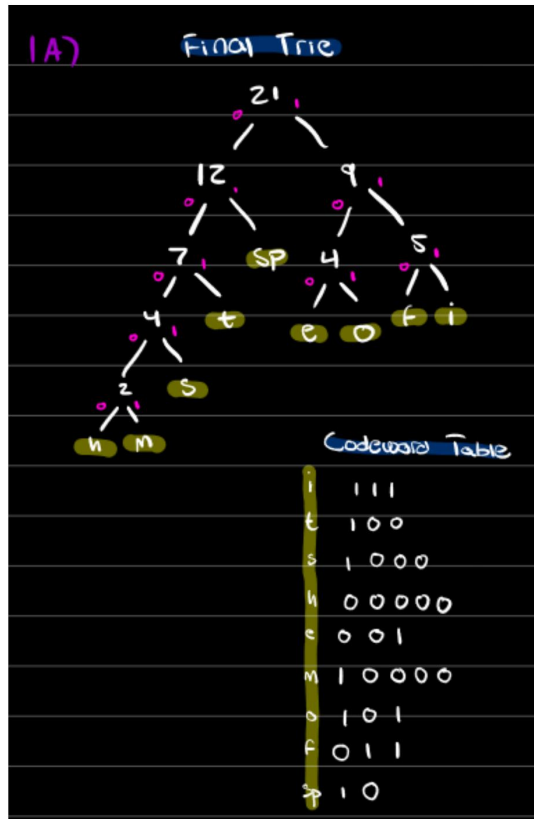 1A) Final Trie
21
0 1
12 9
0 1 0 1
7 sp 4 5
0 1 0 1 0 1
4 t e o f i
0 1
2 s
0 1
h m
Codeword Table
i 111
t 100
s 1000
h 00000
e 001
m 10000
o 101
f 011
sp 10